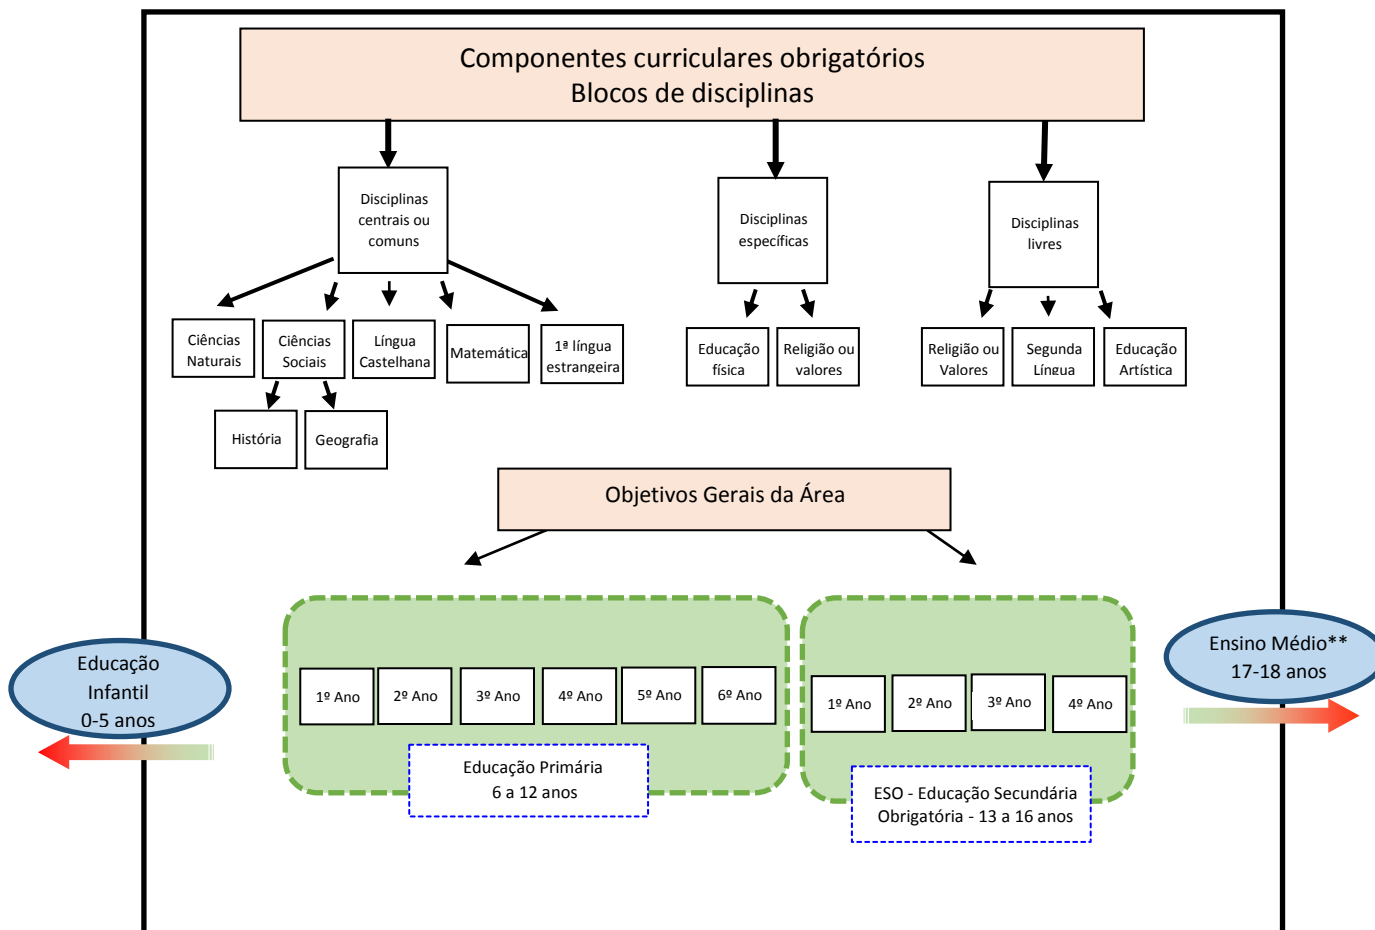 Componentes curriculares obrigatórios
Blocos de disciplinas
Disciplinas
centrais ou
comuns
Disciplinas
específicas
Disciplinas
livres
Ciências
Naturais
Ciências
Sociais
Língua
Castelhana
Matemática
1ª língua
estrangeira
Educação
física
Religião ou
valores
Religião ou
Valores
Segunda
Língua
Educação
Artística
História
Geografia
Objetivos Gerais da Área
Educação
Infantil
0-5 anos
1º Ano
2º Ano
3º Ano
4º Ano
5º Ano
6º Ano
Educação Primária
6 a 12 anos
1º Ano
2º Ano
3º Ano
4º Ano
ESO - Educação Secundária
Obrigatória - 13 a 16 anos
Ensino Médio**
17-18 anos